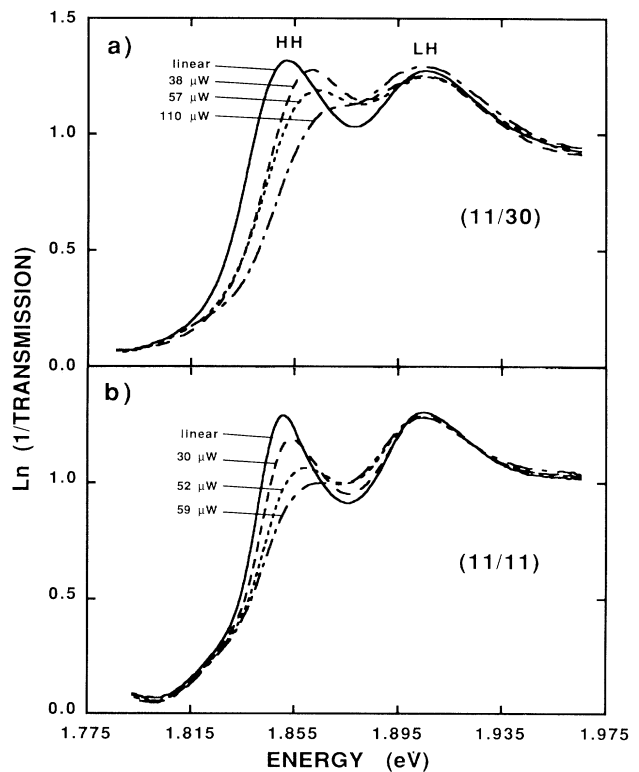 1.5
a)
HH
LH
linear
38 µW
57 µW
110 µW
1.0
(11/30)
0.5
0.0
b)
linear
30 µW
1.0
52 µW
59 µW
(11/11)
0.5
0.0
1.775
1.815
1.855
1.895
1.935
1.975
ENERGY (eV)
Ln (1/TRANSMISSION)